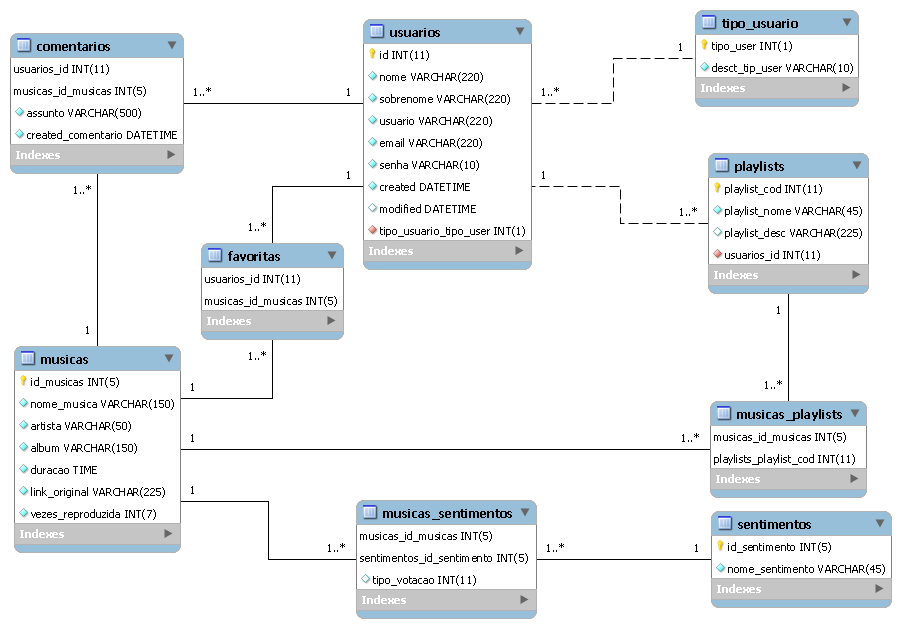 comentarios
usuarios_id INT(11)
musicas_id_musicas INT(5)
assunto VARCHAR(500)
created_comentario DATETIME
Indexes
1..*
1
1..*
1
usuarios
id INT(11)
nome VARCHAR(220)
sobrenome VARCHAR(220)
usuario VARCHAR(220)
email VARCHAR(220)
senha VARCHAR(10)
created DATETIME
modified DATETIME
tipo_usuario_tipo_user INT(1)
Indexes
1..*
1
tipo_usuario
tipo_user INT(1)
desct_tip_user VARCHAR(10)
Indexes
1
1..*
playlists
playlist_cod INT(11)
playlist_nome VARCHAR(45)
playlist_desc VARCHAR(225)
usuarios_id INT(11)
Indexes
1
1..*
1
1..*
favoritas
usuarios_id INT(11)
musicas_id_musicas INT(5)
Indexes
1..*
1
musicas
id_musicas INT(5)
nome_musica VARCHAR(150)
artista VARCHAR(50)
album VARCHAR(150)
duracao TIME
link_original VARCHAR(225)
vezes_reproduzida INT(7)
Indexes
1
1..*
musicas_playlists
musicas_id_musicas INT(5)
playlists_playlist_cod INT(11)
Indexes
1
1..*
musicas_sentimentos
musicas_id_musicas INT(5)
sentimentos_id_sentimento INT(5)
tipo_votacao INT(11)
Indexes
1..*
1
sentimentos
id_sentimento INT(5)
nome_sentimento VARCHAR(45)
Indexes